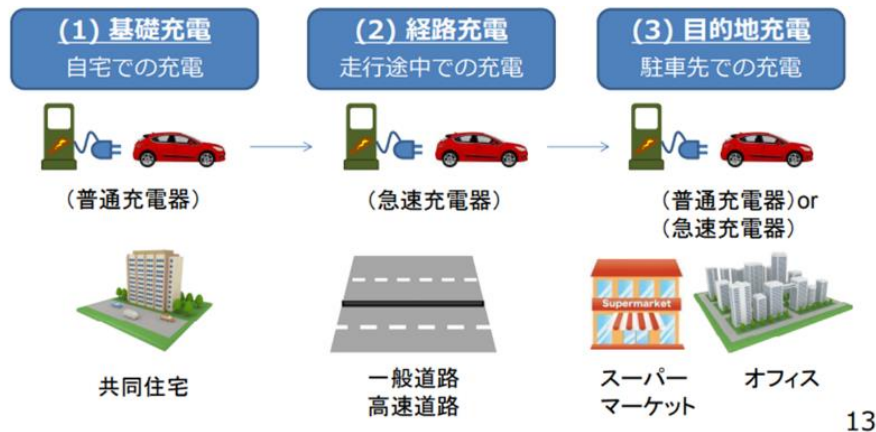 (1) 基礎充電
自宅での充電
(2) 経路充電
走行途中での充電
(3) 目的地充電
駐車先での充電
(普通充電器)
(急速充電器)
(普通充電器)or
(急速充電器)
共同住宅
一般道路
高速道路
Supermarket
スーパー
マーケット
オフィス
13